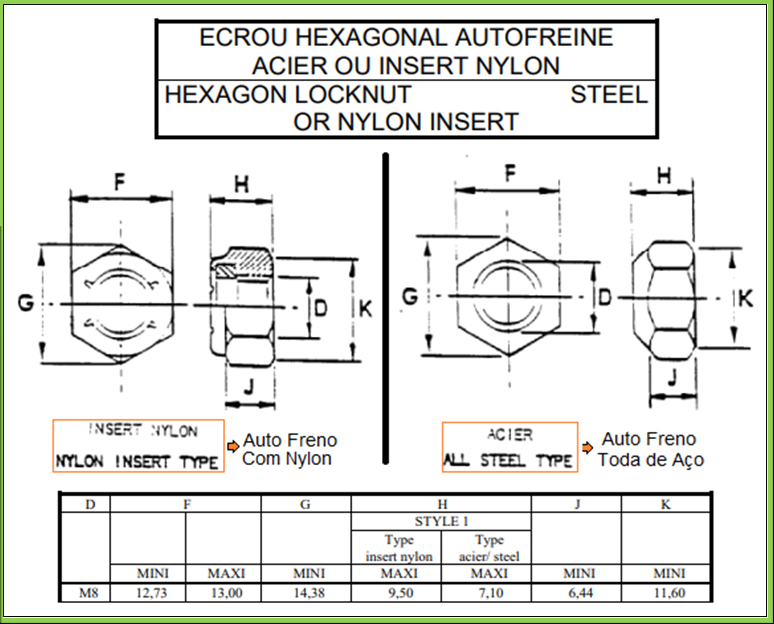 ECROU HEXAGONAL AUTOFREINE
ACIER OU INSERT NYLON
HEXAGON LOCKNUT STEEL
OR NYLON INSERT
F H
G D K
J
F H
G D K
J
INSERT NYLON
NYLON INSERT TYPE
Auto Freno
Com Nylon
ACIER
ALL STEEL TYPE
Auto Freno
Toda de Aço
D F G H J K
STYLE 1
Type Type
insert nylon acier/ steel
MINI MAXI MINI MAXI MAXI MINI MINI
M8 12,73 13,00 14,38 9,50 7,10 6,44 11,60